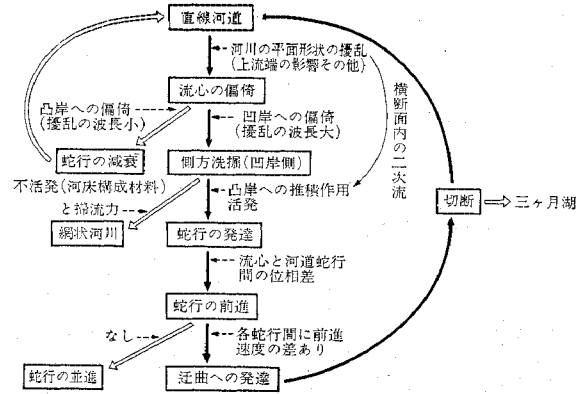 直線河道
河川の平面形状の擾乱
(上流端の影響その他)
流心の偏倚
凸岸への偏倚
(擾乱の波長小)
凹岸への偏倚
(擾乱の波長大)
横断面内の二次流
蛇行の減衰
側方洗掘(凹岸側)
不活発(河床構成材料)
と掃流力
凸岸への堆積作用
活発
切断
三ヶ月湖
網状河川
蛇行の発達
流心と河道蛇行
間の位相差
蛇行の前進
なし
各蛇行間に前進
速度の差あり
蛇行の並進
迂曲への発達